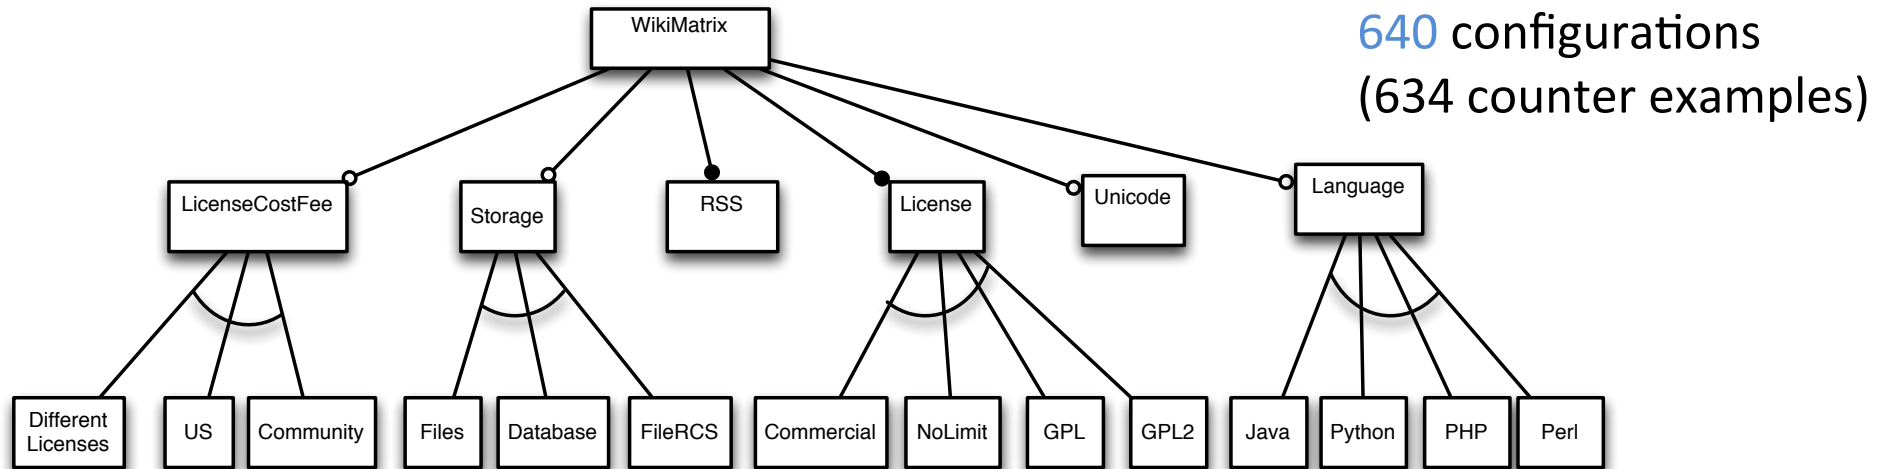 WikiMatrix
640 configurations
(634 counter examples)
LicenseCostFee
Storage
RSS
License
Unicode
Language
Different
Licenses
US
Community
Files
Database
FileRCS
Commercial
NoLimit
GPL
GPL2
Java
Python
PHP
Perl